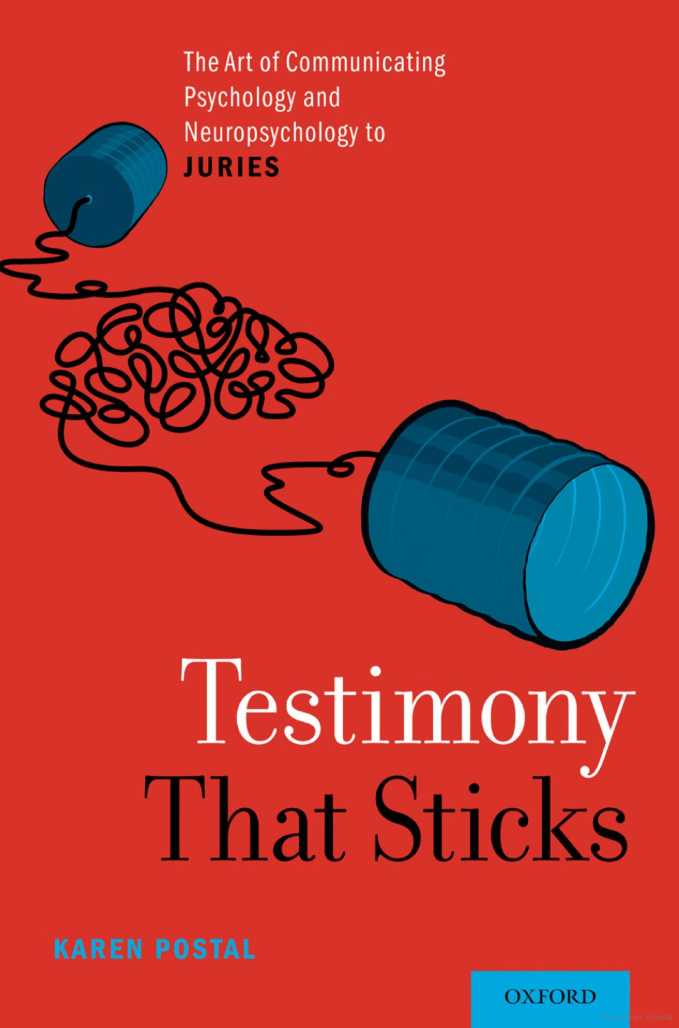 The Art of Communicating
Psychology and
Neuropsychology to
JURIES
Testimony
That Sticks
KAREN POSTAL
OXFORD